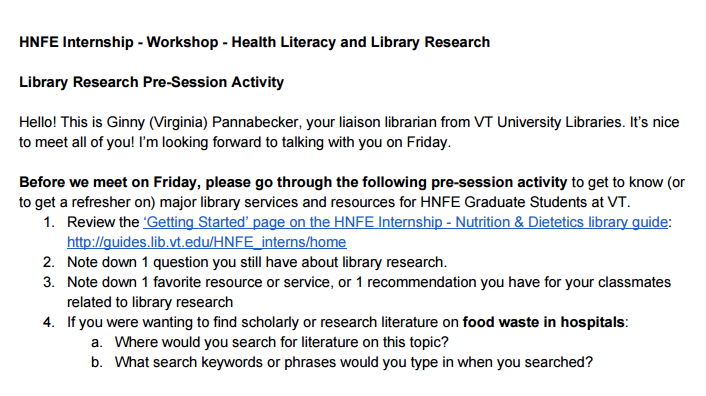 HNFE Internship - Workshop - Health Literacy and Library Research
Library Research Pre-Session Activity
Hello! This is Ginny (Virginia) Pannabecker, your liaison librarian from VT University Libraries. It's nice
to meet all of you! I'm looking forward to talking with you on Friday.
Before we meet on Friday, please go through the following pre-session activity to get to know (or
to get a refresher on) major library services and resources for HNFE Graduate Students at VT.
1. Review the 'Getting Started' page on the HNFE Internship - Nutrition & Dietetics library guide:
http://guides.lib.vt.edu/HNFE_interns/home
2. Note down 1 question you still have about library research.
3. Note down 1 favorite resource or service, or 1 recommendation you have for your classmates
related to library research
4. If you were wanting to find scholarly or research literature on food waste in hospitals:
a. Where would you search for literature on this topic?
b. What search keywords or phrases would you type in when you searched?